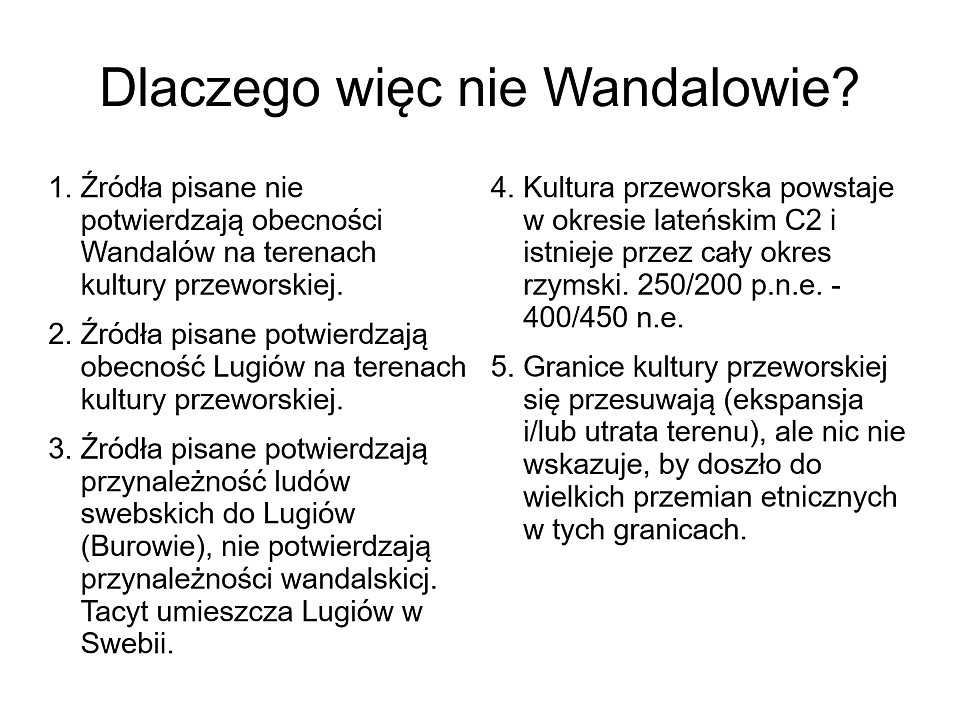 Dlaczego więc nie Wandalowie?
1. Źródła pisane nie
potwierdzają obecności
Wandalów na terenach
kultury przeworskiej.
2. Źródła pisane potwierdzają
obecność Lugiów na terenach
kultury przeworskiej.
3. Źródła pisane potwierdzają
przynależność ludów
swebskich do Lugiów
(Burowie), nie potwierdzają
przynależności wandalskicj.
Tacyt umieszcza Lugiów w
Swebii.
4. Kultura przeworska powstaje
w okresie lateńskim C2 i
istnieje przez cały okres
rzymski. 250/200 p.n.e. -
400/450 n.e.
5. Granice kultury przeworskiej
się przesuwają (ekspansja
i/lub utrata terenu), ale nic nie
wskazuje, by doszło do
wielkich przemian etnicznych
w tych granicach.